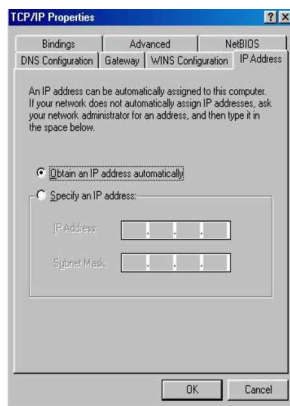 TCP/IP Properties
Bindings Advanced NetBIOS
DNS Configuration Gateway WINS Configuration IP Address
An IP address can be automatically assigned to this computer.
If your network does not automatically assign IP addresses, ask
your network administrator for an address, and then type it in
the space below.
Obtain an IP address automatically
Specify an IP address:
IP Address:
Subnet Mask:
OK Cancel